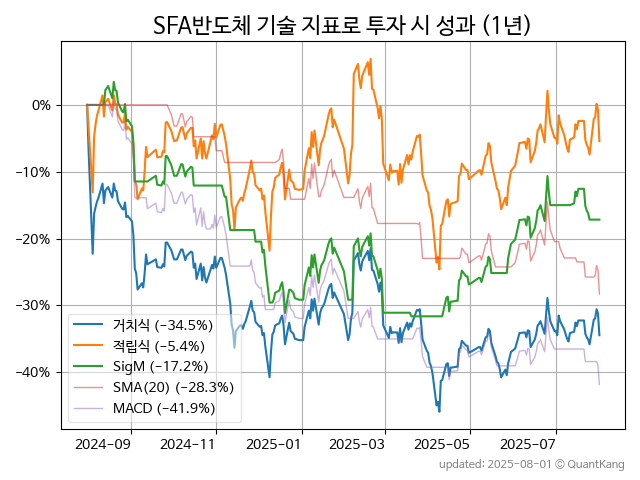 SFA반도체 기술 지표로 투자 시 성과 (1년)
0%
−10%
−20%
−30%
−40%
거치식 (−34.5%)
적립식 (−5.4%)
SigM (−17.2%)
SMA(20) (−28.3%)
MACD (−41.9%)
2024−09
2024−11
2025−01
2025−03
2025−05
2025−07
updated: 2025-08-01 © QuantKang